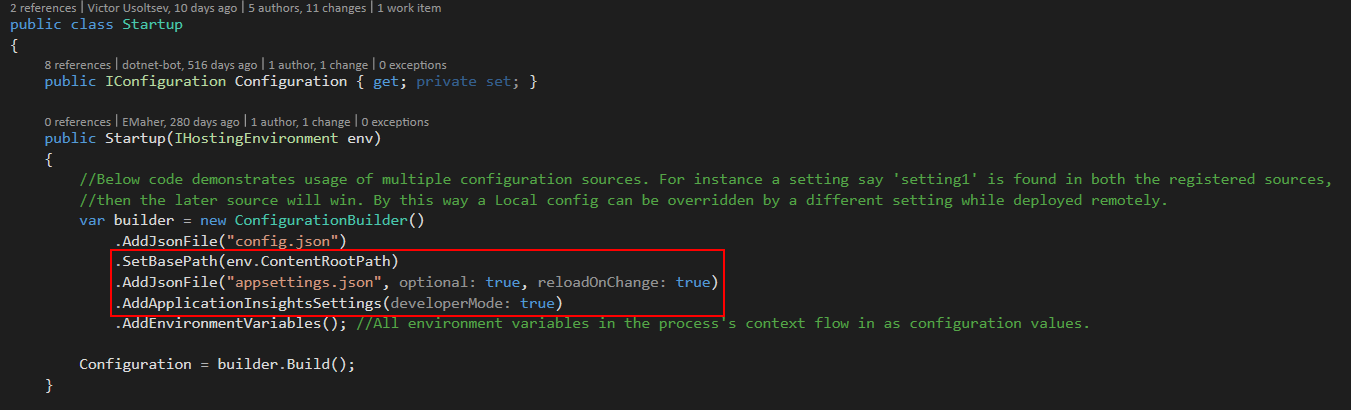 2 references | Victor Usoltsev, 10 days ago | 5 authors, 11 changes | 1 work item
public class Startup
{
8 references | dotnet-bot, 516 days ago | 1 author, 1 change | 0 exceptions
public IConfiguration Configuration { get; private set; }
0 references | EMaher, 280 days ago | 1 author, 1 change | 0 exceptions
public Startup(IHostingEnvironment env)
{
//Below code demonstrates usage of multiple configuration sources. For instance a setting say 'setting1' is found in both the registered sources,
//then the later source will win. By this way a Local config can be overridden by a different setting while deployed remotely.
var builder = new ConfigurationBuilder()
.AddJsonFile("config.json")
.SetBasePath(env.ContentRootPath)
.AddJsonFile("appsettings.json", optional: true, reloadOnChange: true)
.AddApplicationInsightsSettings(developerMode: true)
.AddEnvironmentVariables(); //All environment variables in the process's context flow in as configuration values.
Configuration = builder.Build();
}